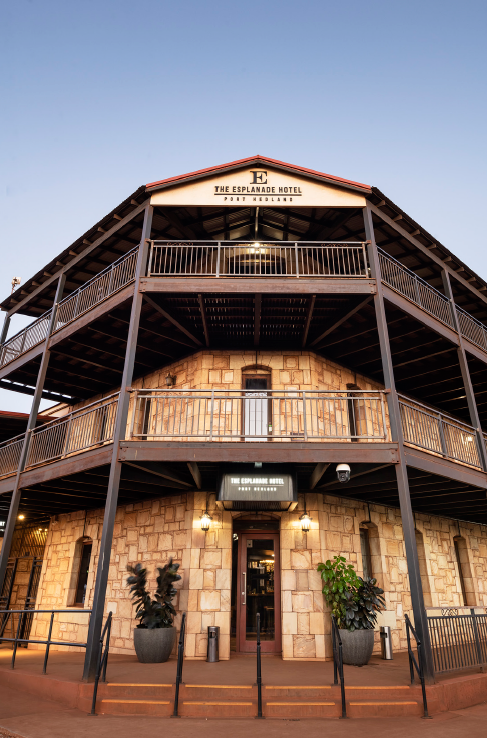 E
THE ESPLANADE HOTEL
PORT HEDLAND
THE ESPLANADE HOTEL
PORT HEDLAND